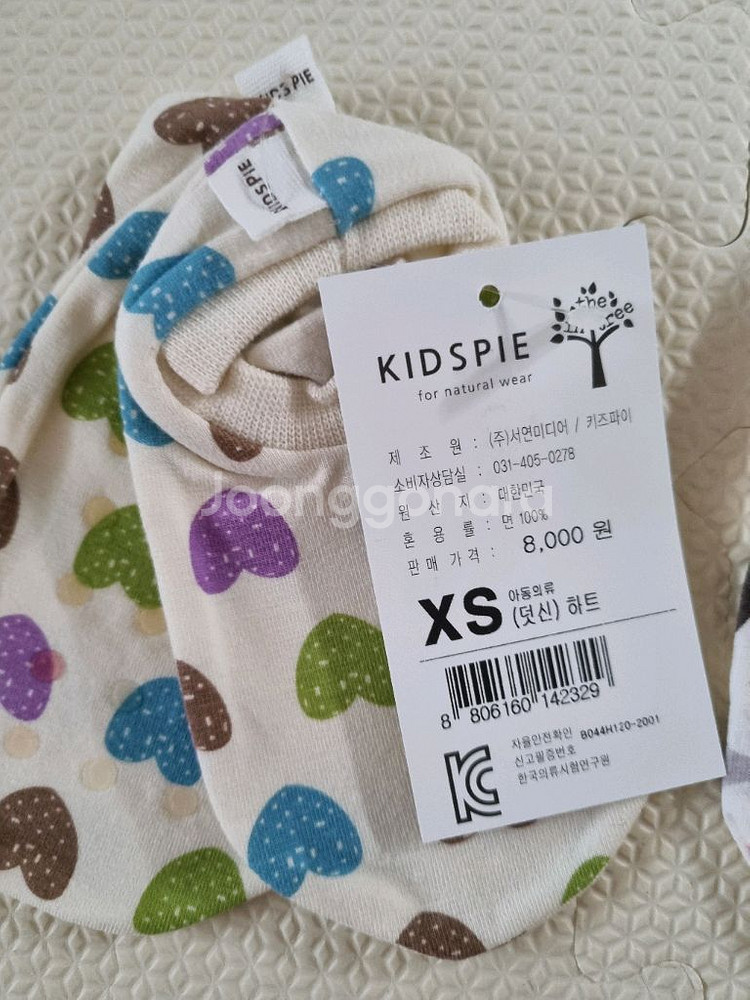 KIDSPIE
KIDSPIE
the
tree
KIDSPIE
for natural wear
제 조 원 : (주)서연미디어 / 키즈파이
소비자상담실 : 031-405-0278
원 산 지 : 대한민국
혼 용 률 : 면 100%
판 매 가 격 : 8,000 원
XS 아동의류
(덧신) 하트
8 806160 142329
자율안전확인 B044H120-2001
신고필증번호
한국의류시험연구원
KC
Joonggonara